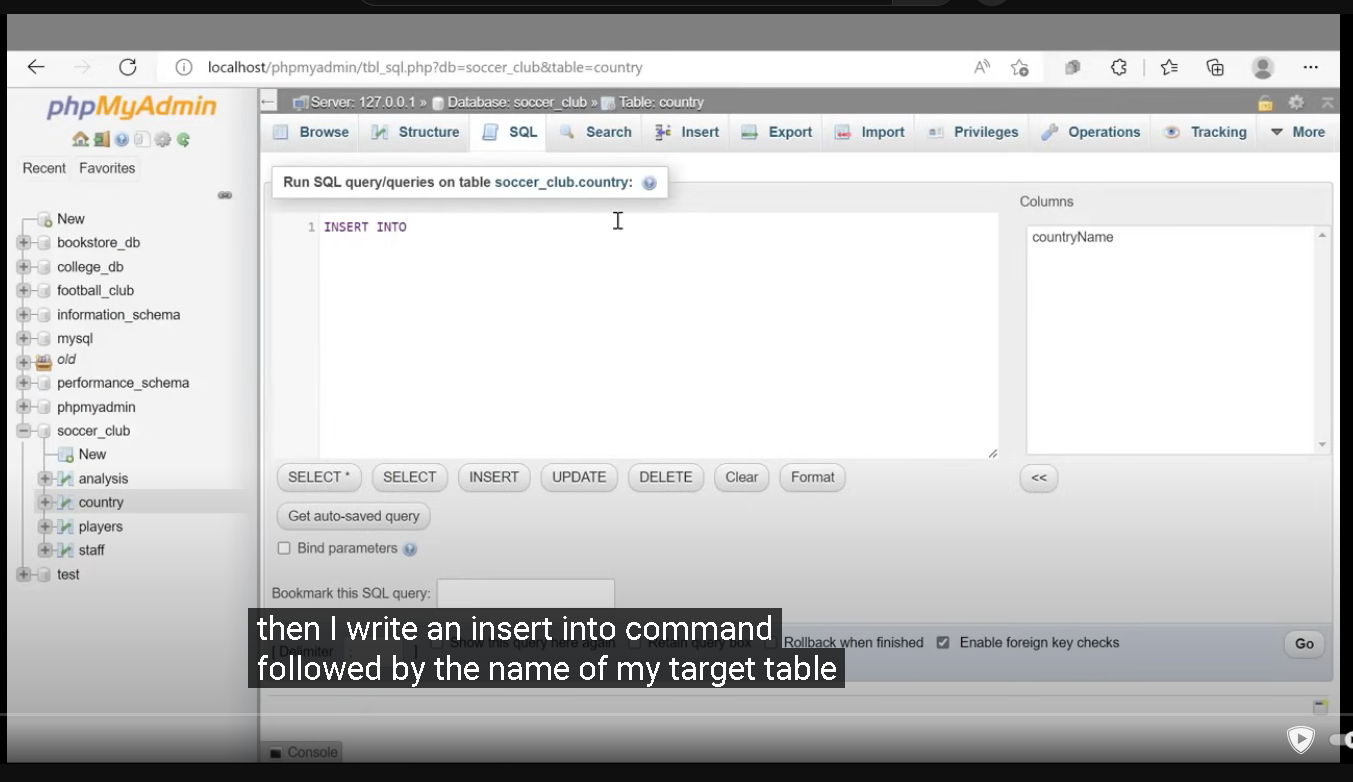 localhost/phpmyadmin/tbl_sql.php?db=soccer_club&table=country
phpMyAdmin
Recent Favorites
New
bookstore_db
college_db
football_club
information_schema
mysql
old
performance_schema
phpmyadmin
soccer_club
New
analysis
country
players
staff
test
Server: 127.0.0.1 » Database: soccer_club » Table: country
Browse Structure SQL Search Insert Export Import Privileges Operations Tracking More
Run SQL query/queries on table soccer_club.country:
1 INSERT INTO
Columns
countryName
SELECT * SELECT INSERT UPDATE DELETE Clear Format
<<
Get auto-saved query
Bind parameters
Bookmark this SQL query:
[ Delimiter ] Show this query here again Retain query box Rollback when finished Enable foreign key checks Go
then I write an insert into command
followed by the name of my target table
Console